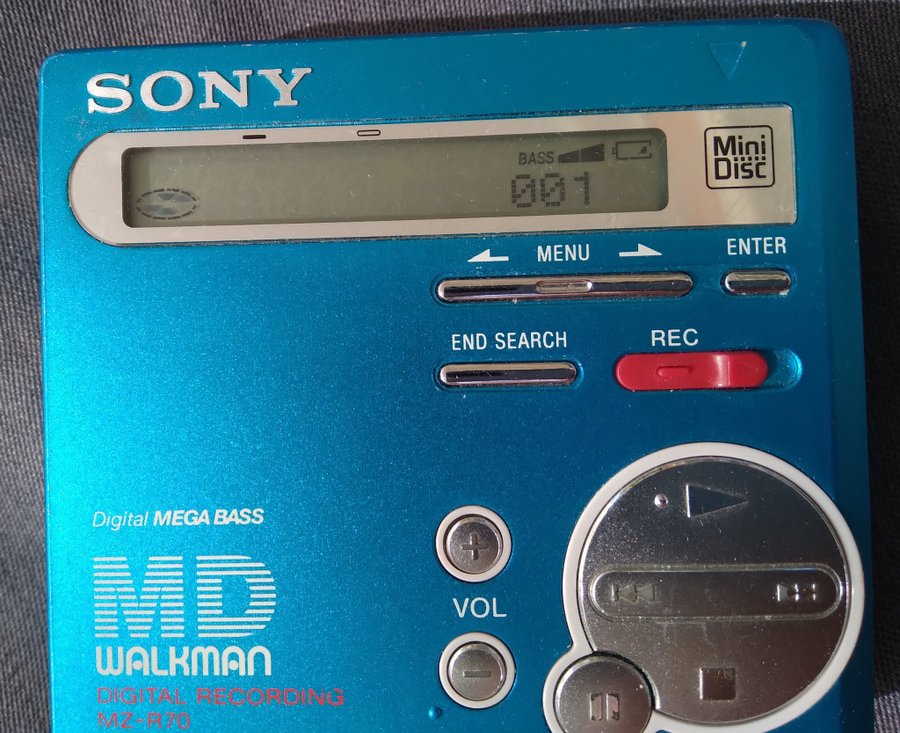 SONY
Mini
Disc
BASS
001
MENU
ENTER
END SEARCH
REC
Digital MEGA BASS
MD
WALKMAN
VOL
DIGITAL RECORDING
MZ-R70